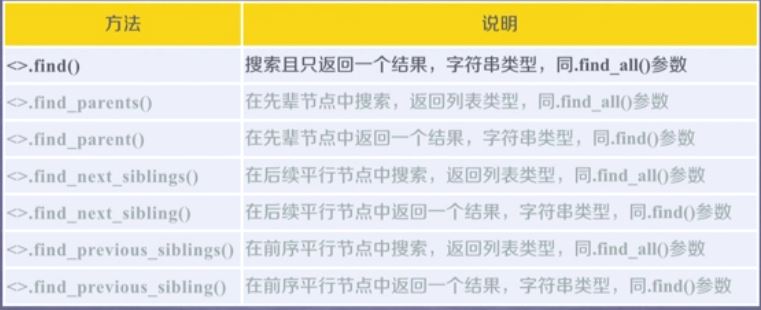 方法 说明
<>.find() 搜索且只返回一个结果，字符串类型，同.find_all()参数
<>.find_parents() 在先辈节点中搜索，返回列表类型，同.find_all()参数
<>.find_parent() 在先辈节点中返回一个结果，字符串类型，同.find()参数
<>.find_next_siblings() 在后续平行节点中搜索，返回列表类型，同.find_all()参数
<>.find_next_sibling() 在后续平行节点中返回一个结果，字符串类型，同.find()参数
<>.find_previous_siblings() 在前序平行节点中搜索，返回列表类型，同.find_all()参数
<>.find_previous_sibling() 在前序平行节点中返回一个结果，字符串类型，同.find()参数